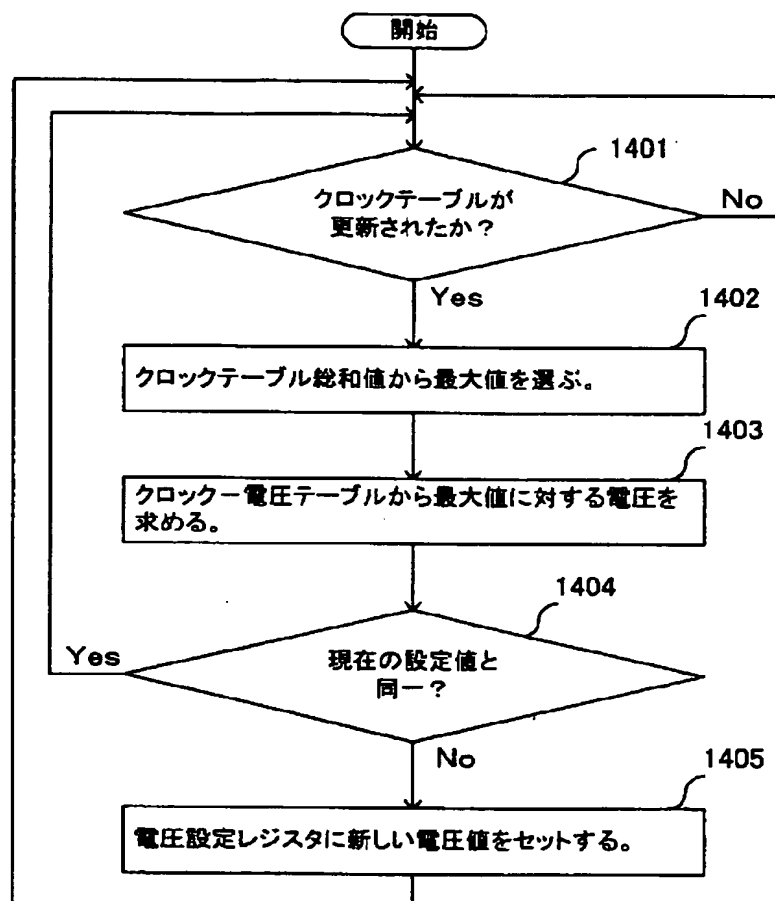 開始
1401
クロックテーブルが
更新されたか？
No
Yes
1402
クロックテーブル総和値から最大値を選ぶ。
1403
クロックー電圧テーブルから最大値に対する電圧を
求める。
1404
現在の設定値と
同一？
Yes
No
1405
電圧設定レジスタに新しい電圧値をセットする。